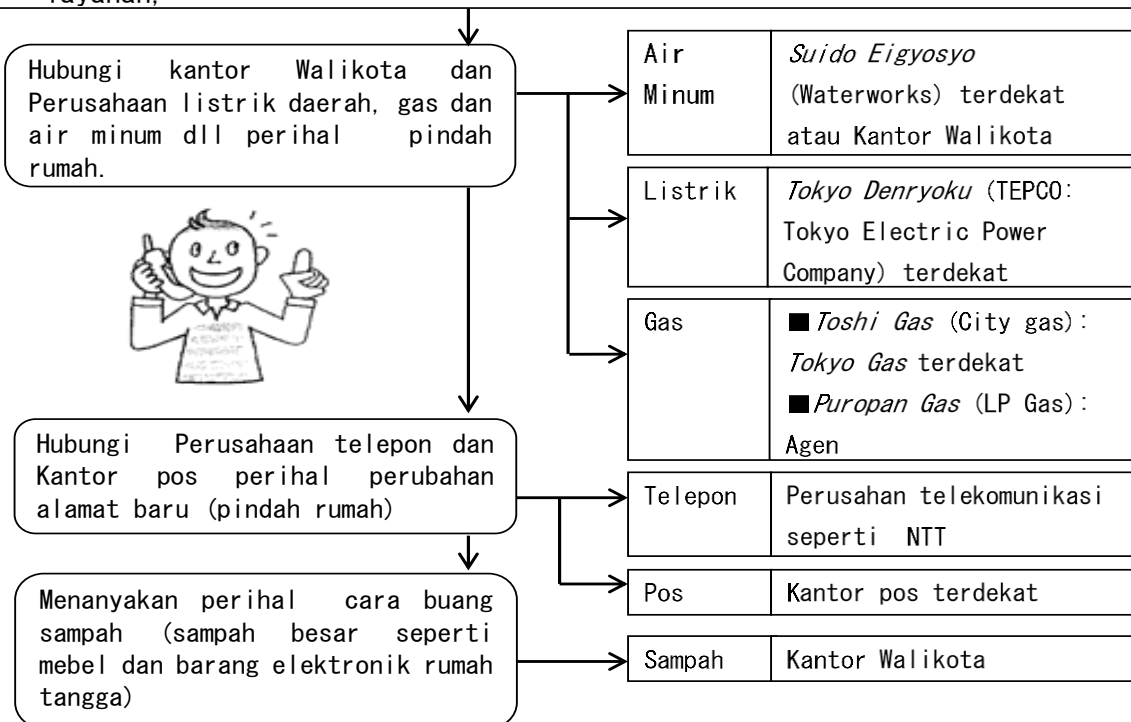 Hubungi kantor Walikota dan
Perusahaan listrik daerah, gas dan
air minum dll perihal pindah
rumah.
Air
Minum
Suido Eigyosyo
(Waterworks) terdekat
atau Kantor Walikota
Listrik
Tokyo Denryoku (TEPCO:
Tokyo Electric Power
Company) terdekat
Gas
■Toshi Gas (City gas):
Tokyo Gas terdekat
■Puropan Gas (LP Gas):
Agen
Hubungi Perusahaan telepon dan
Kantor pos perihal perubahan
alamat baru (pindah rumah)
Telepon
Perusahan telekomunikasi
seperti NTT
Pos
Kantor pos terdekat
Menanyakan perihal cara buang
sampah (sampah besar seperti
mebel dan barang elektronik rumah
tangga)
Sampah
Kantor Walikota